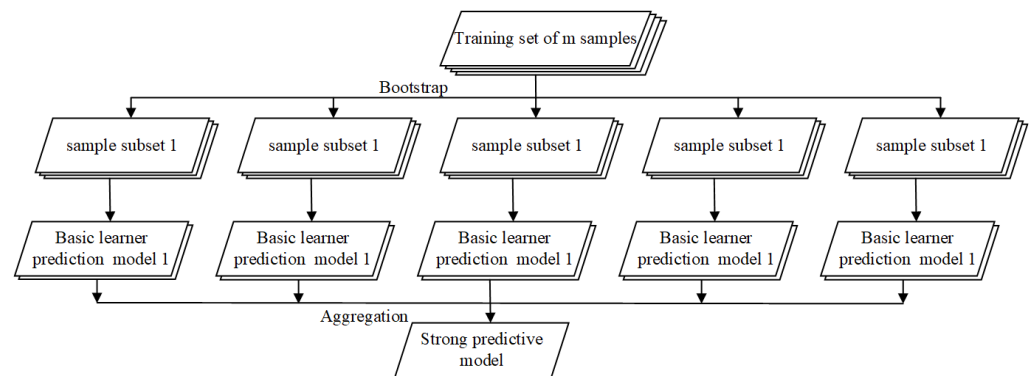 Training set of m samples
Bootstrap
sample subset 1
sample subset 1
sample subset 1
sample subset 1
sample subset 1
Basic learner
prediction model 1
Basic learner
prediction model 1
Basic learner
prediction model 1
Basic learner
prediction model 1
Basic learner
prediction model 1
Aggregation
Strong predictive
model